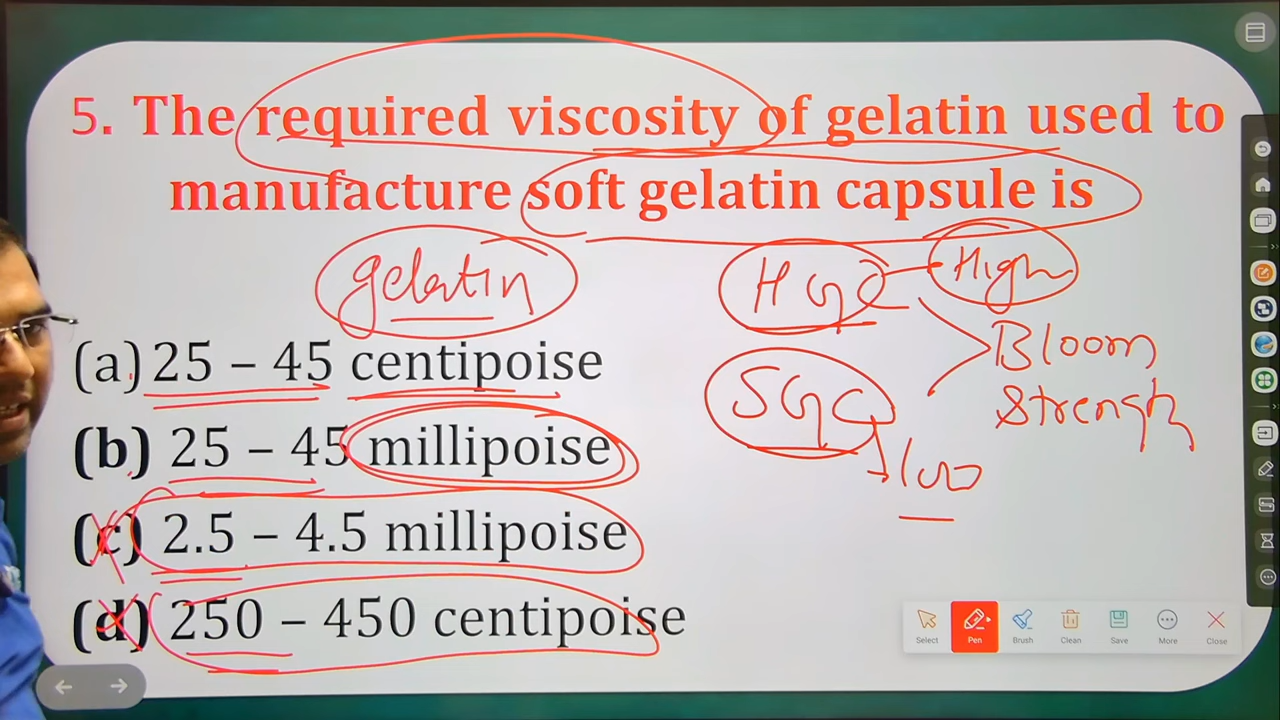 5. The required viscosity of gelatin used to
manufacture soft gelatin capsule is
gelatin
HGC
High
(a) 25 – 45 centipoise
Bloom
Strength
SGC
(b) 25 – 45 millipoise
(c) 2.5 – 4.5 millipoise
(d) 250 – 450 centipoise
Select Pen Brush Clean Save More Close